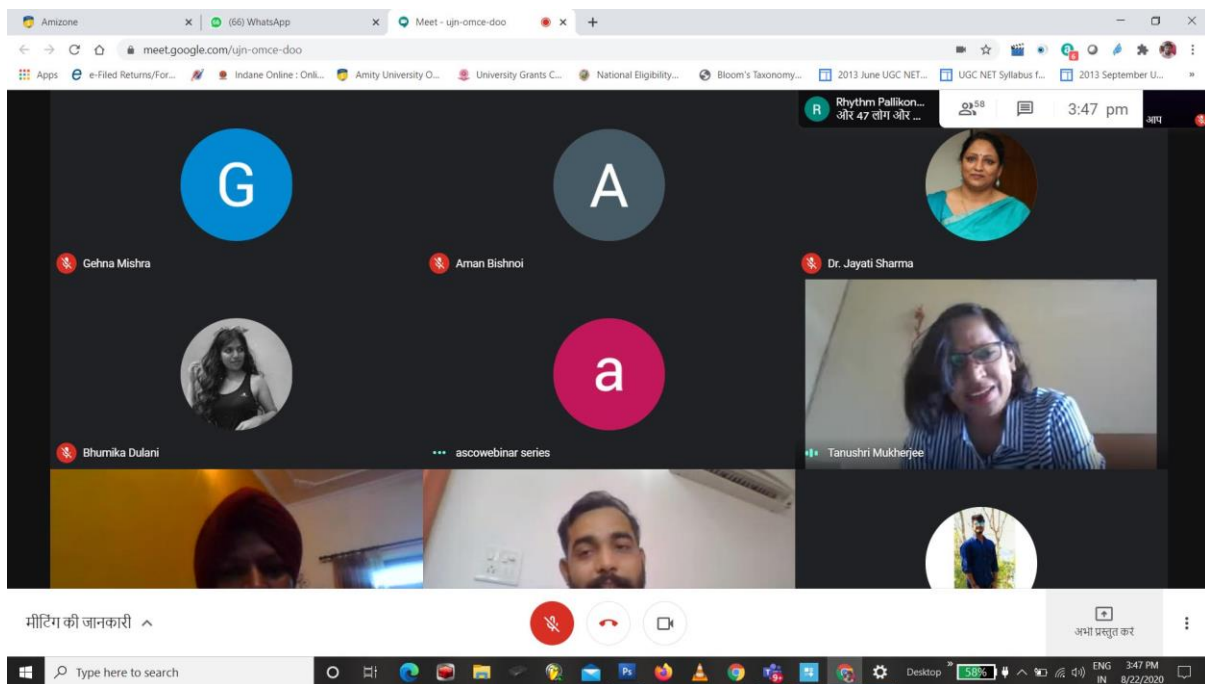 Amizone
(66) WhatsApp
Meet - ujn-omce-doo
meet.google.com/ujn-omce-doo
Apps
e-Filed Returns/For...
Indane Online : Onli...
Amity University O...
University Grants C...
National Eligibility...
Bloom's Taxonomy...
2013 June UGC NET...
UGC NET Syllabus f...
2013 September U...
R
Rhythm Pallikon...
और 47 लोग और ...
58
3:47 pm
आप
G
Gehna Mishra
A
Aman Bishnoi
Dr. Jayati Sharma
Bhumika Dulani
a
ascowebinar series
Tanushri Mukherjee
मीटिंग की जानकारी
अभी प्रस्तुत करें
Type here to search
Ps
Desktop
58%
ENG
IN
3:47 PM
8/22/2020